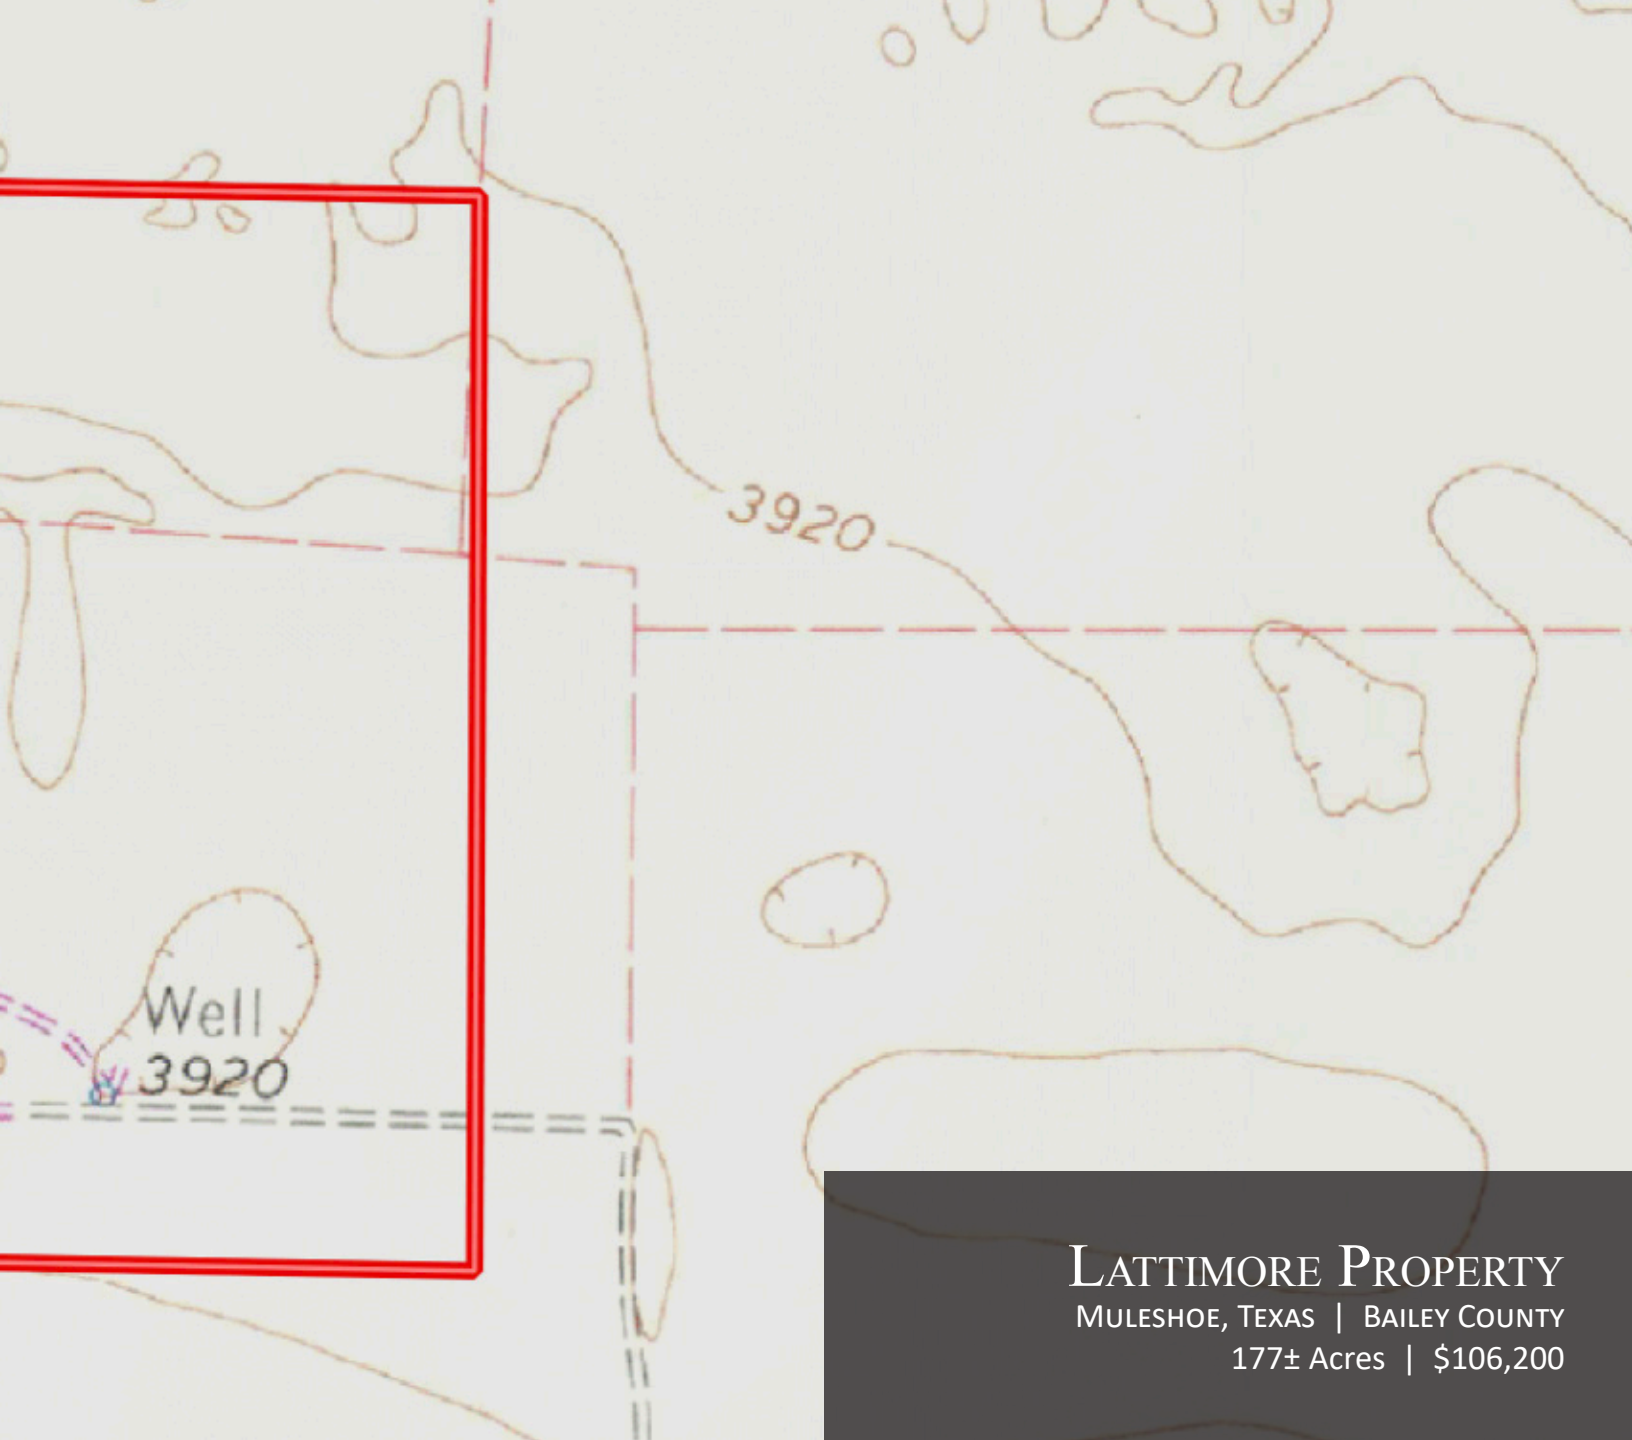 3920
Well
3920
LATTIMORE PROPERTY
MULESHOE, TEXAS | BAILEY COUNTY
177± Acres | $106,200